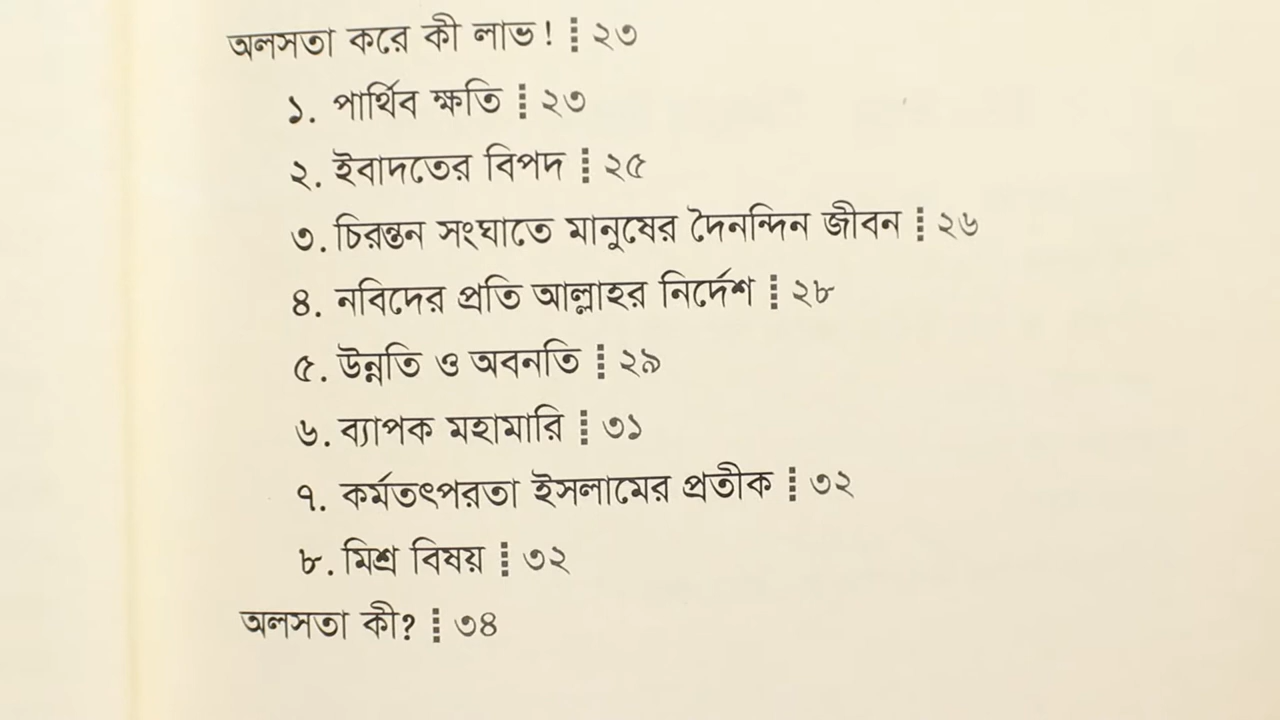 অলসতা করে কী লাভ! ⁞ ২৩
১. পার্থিব ক্ষতি ⁞ ২৩
২. ইবাদতের বিপদ ⁞ ২৫
৩. চিরন্তন সংঘাতে মানুষের দৈনন্দিন জীবন ⁞ ২৬
৪. নবিদের প্রতি আল্লাহর নির্দেশ ⁞ ২৮
৫. উন্নতি ও অবনতি ⁞ ২৯
৬. ব্যাপক মহামারি ⁞ ৩১
৭. কর্মতৎপরতা ইসলামের প্রতীক ⁞ ৩২
৮. মিশ্র বিষয় ⁞ ৩২
অলসতা কী? ⁞ ৩৪